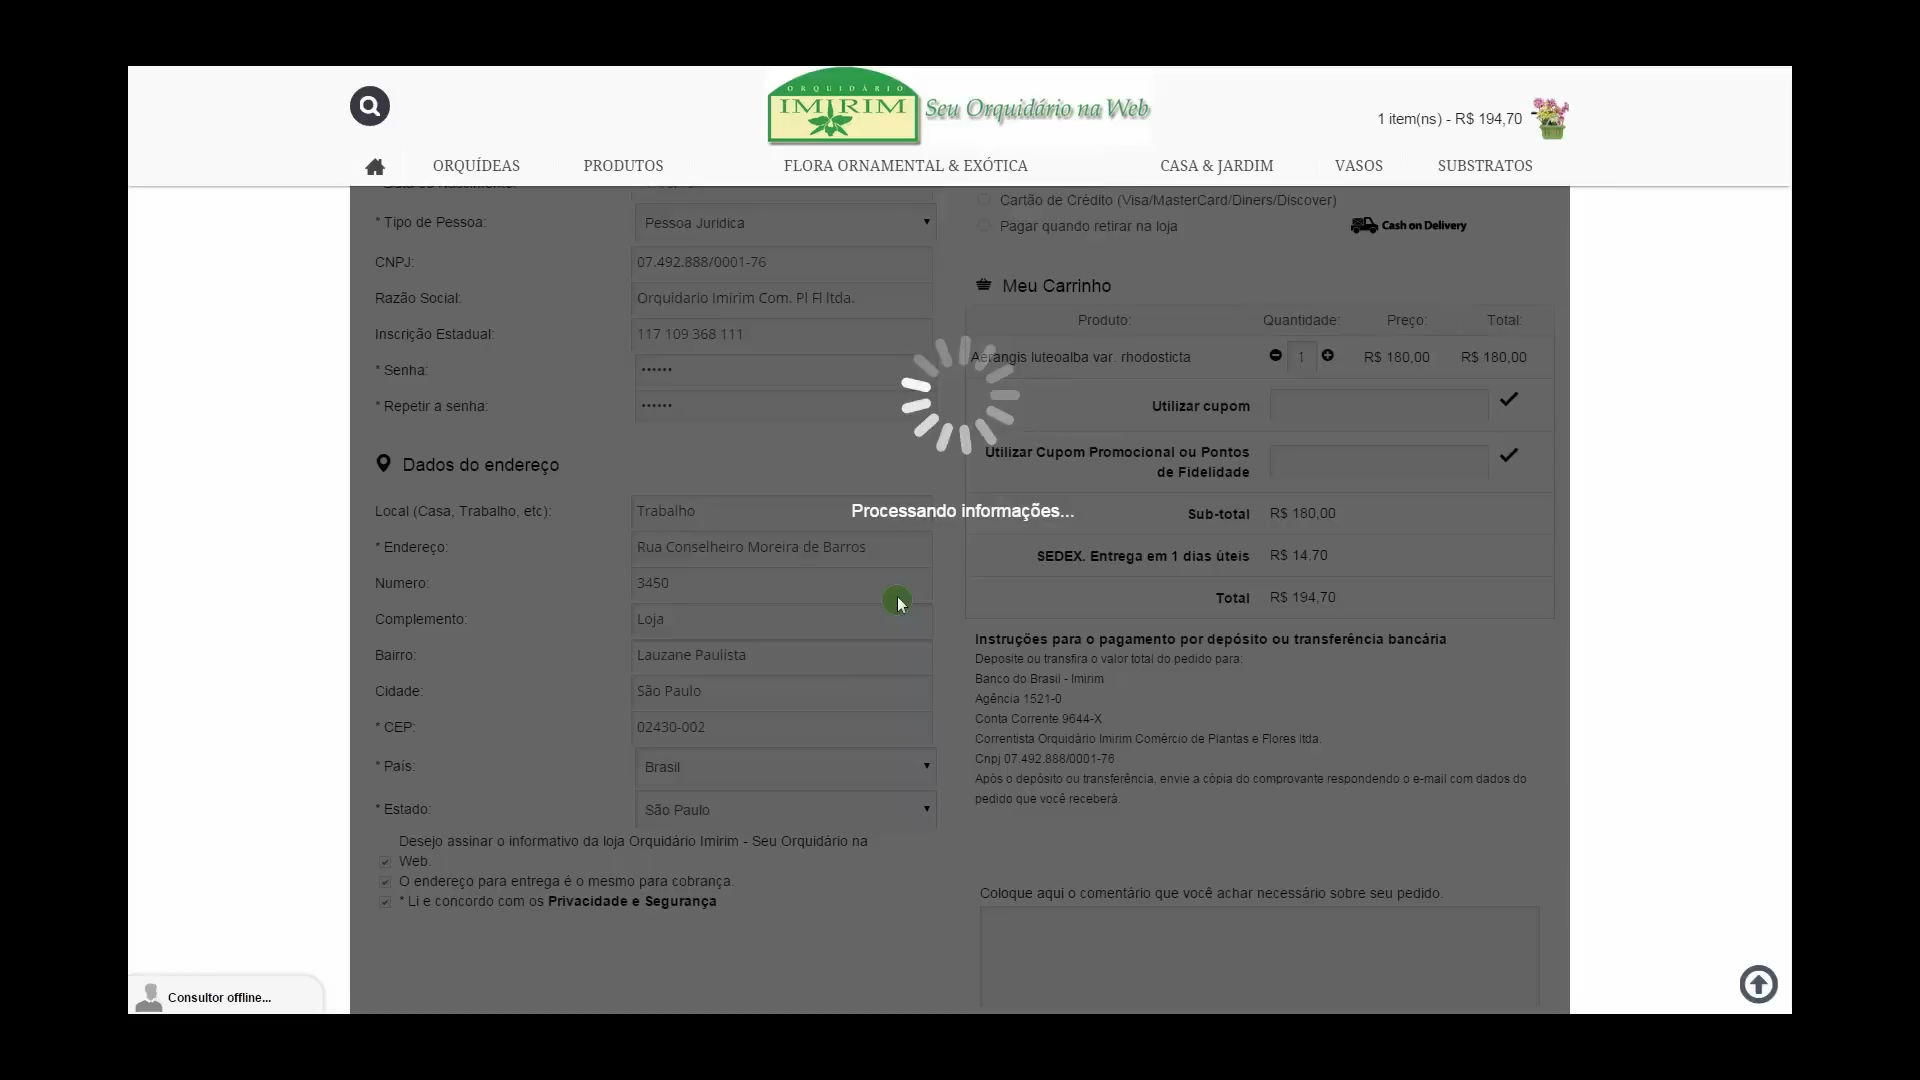 ORQUIDÁRIO
IMIRIM
Seu Orquidário na Web
1 item(ns) - R$ 194,70
ORQUÍDEAS
PRODUTOS
FLORA ORNAMENTAL & EXÓTICA
CASA & JARDIM
VASOS
SUBSTRATOS
* Tipo de Pessoa:
Pessoa Juridica
CNPJ:
07.492.888/0001-76
Razão Social:
Orquidario Imirim Com. Pl Fl ltda.
Inscrição Estadual:
117 109 368 111
* Senha:
••••••
* Repetir a senha:
••••••
Dados do endereço
Local (Casa, Trabalho, etc):
Trabalho
* Endereço:
Rua Conselheiro Moreira de Barros
Numero:
3450
Complemento:
Loja
Bairro:
Lauzane Paulista
Cidade:
São Paulo
* CEP:
02430-002
* País:
Brasil
* Estado:
São Paulo
Desejo assinar o informativo da loja Orquidário Imirim - Seu Orquidário na
Web.
O endereço para entrega é o mesmo para cobrança.
* Li e concordo com os Privacidade e Segurança
Processando informações...
Cartão de Crédito (Visa/MasterCard/Diners/Discover)
Pagar quando retirar na loja
Cash on Delivery
Meu Carrinho
Produto:
Quantidade:
Preço:
Total:
Aerangis luteoalba var. rhodosticta
1
R$ 180,00
R$ 180,00
Utilizar cupom
Utilizar Cupom Promocional ou Pontos
de Fidelidade
Sub-total
R$ 180,00
SEDEX. Entrega em 1 dias úteis
R$ 14,70
Total
R$ 194,70
Instruções para o pagamento por depósito ou transferência bancária
Deposite ou transfira o valor total do pedido para:
Banco do Brasil - Imirim
Agência 1521-0
Conta Corrente 9644-X
Correntista Orquidário Imirim Comércio de Plantas e Flores ltda.
Cnpj 07.492.888/0001-76
Após o depósito ou transferência, envie a cópia do comprovante respondendo o e-mail com dados do
pedido que você receberá.
Coloque aqui o comentário que você achar necessário sobre seu pedido.
Consultor offline...